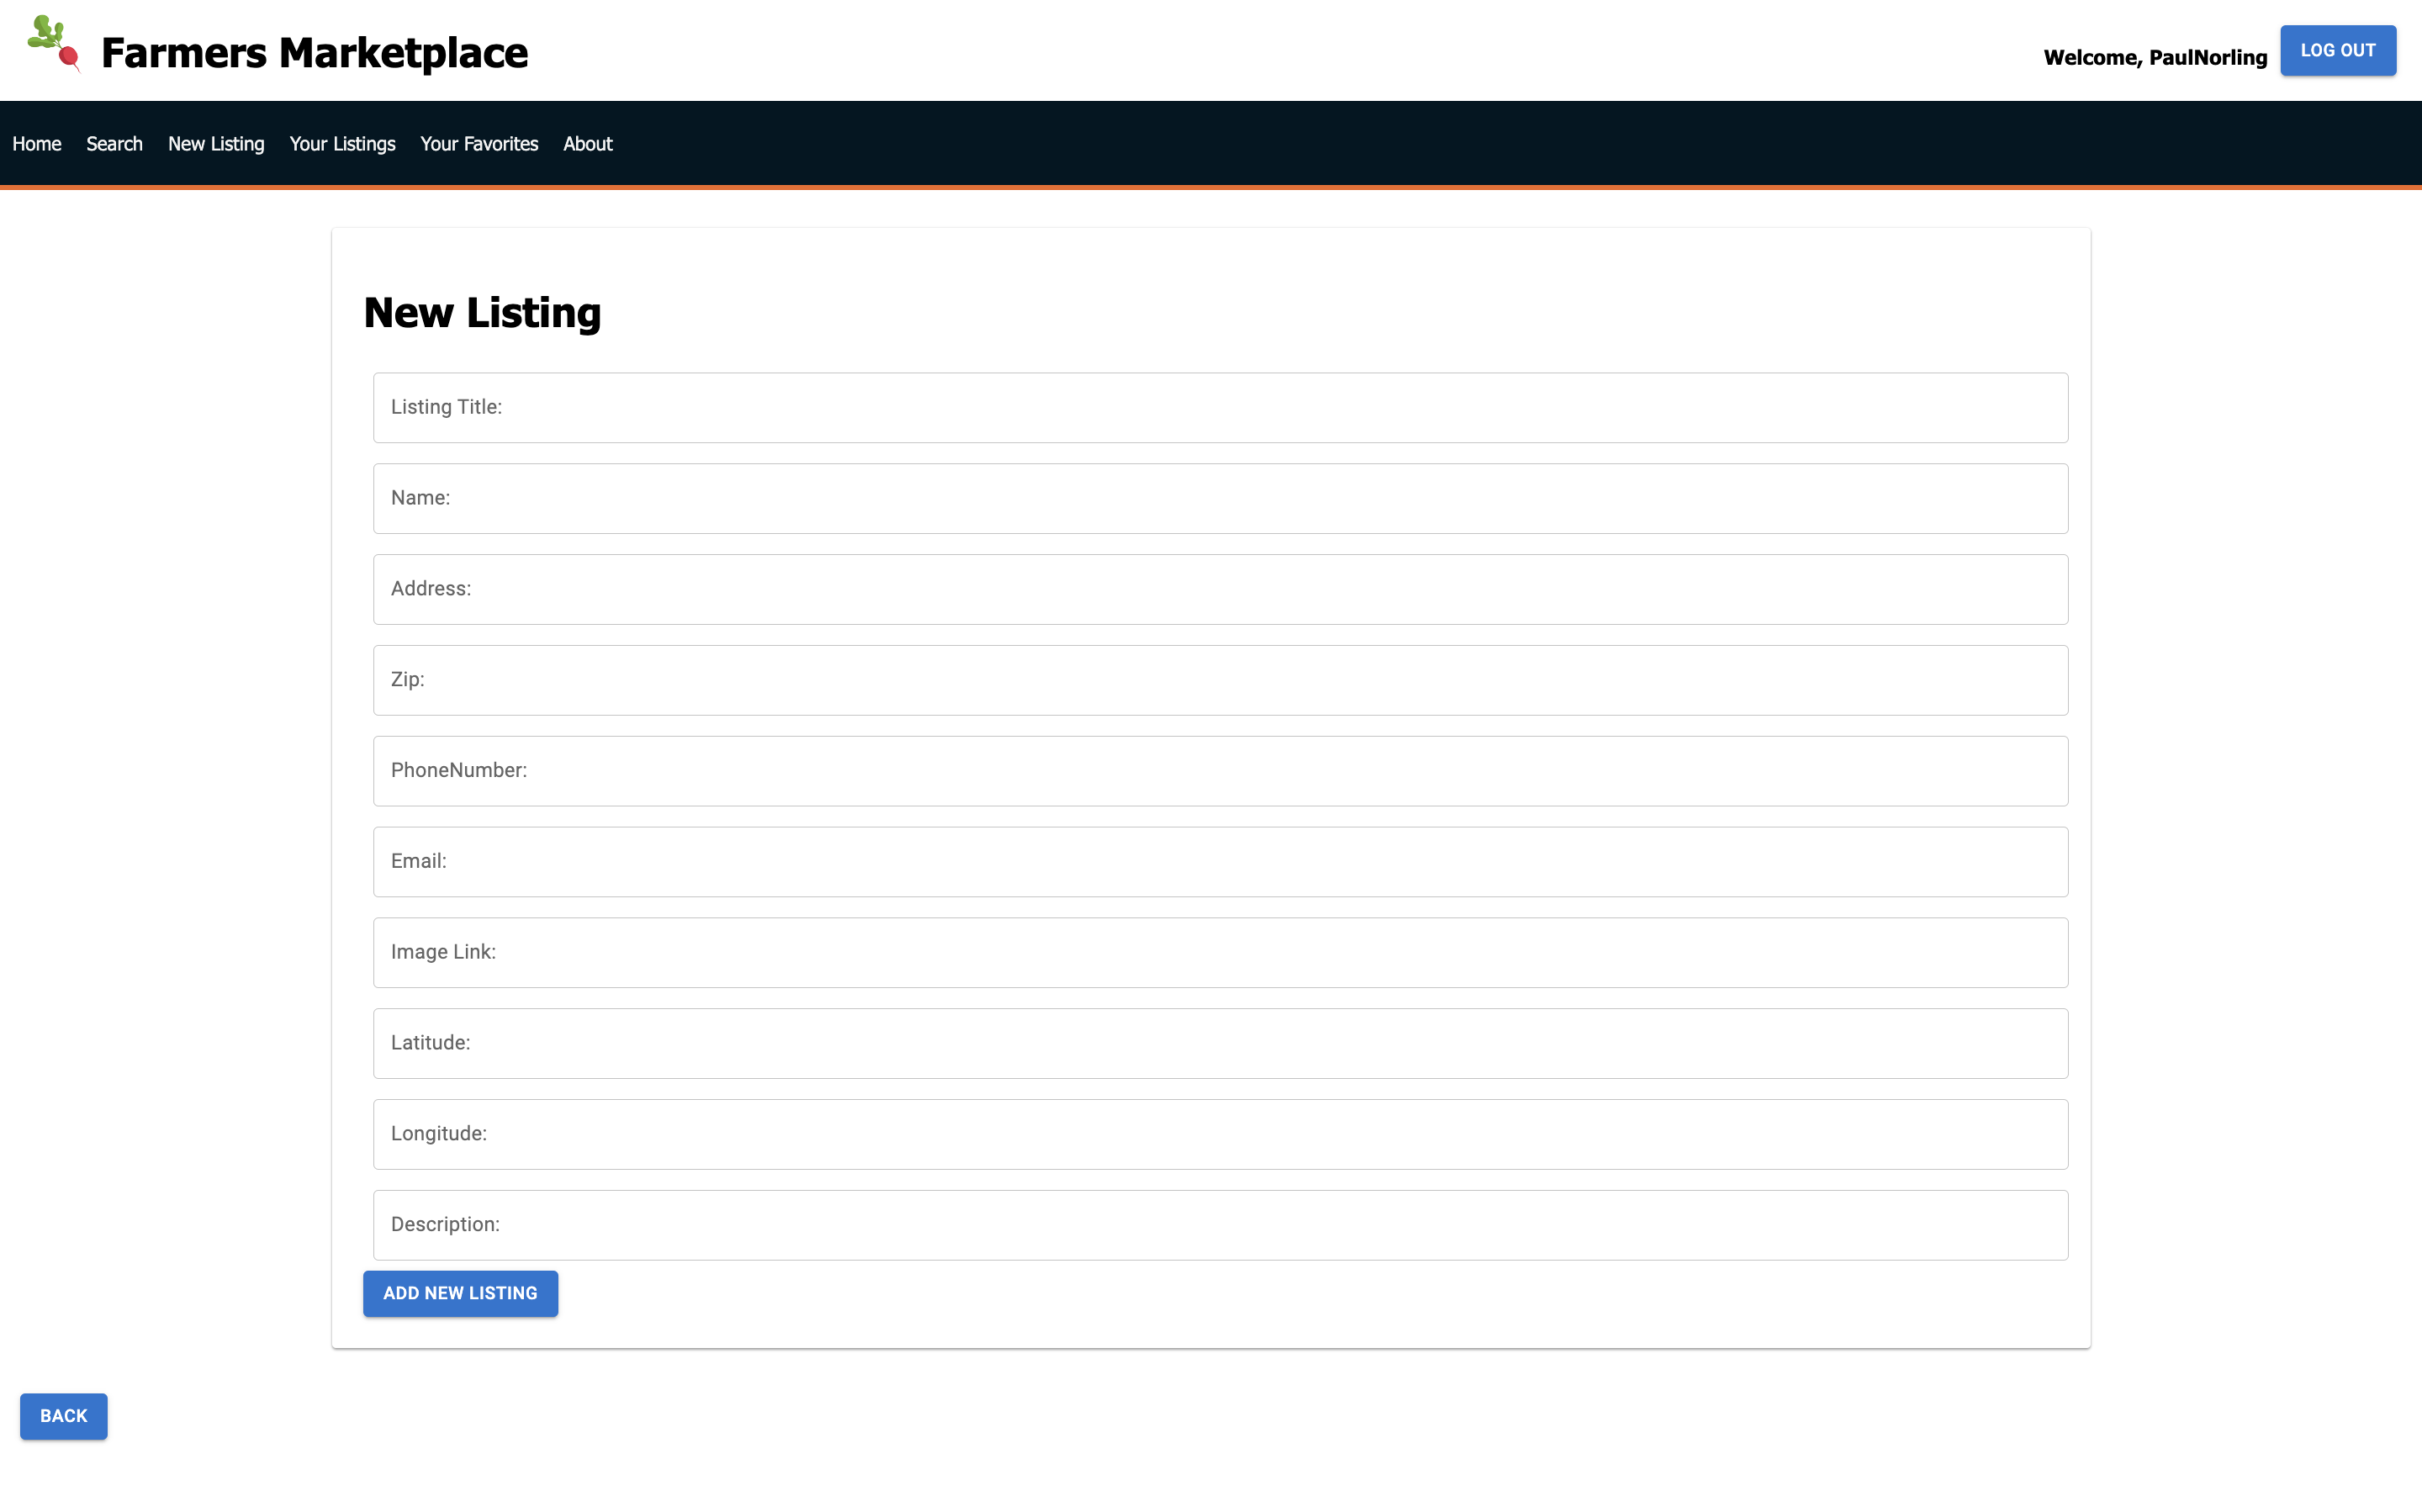 Farmers Marketplace
Welcome, PaulNorling
LOG OUT
Home Search New Listing Your Listings Your Favorites About
New Listing
Listing Title:
Name:
Address:
Zip:
PhoneNumber:
Email:
Image Link:
Latitude:
Longitude:
Description:
ADD NEW LISTING
BACK